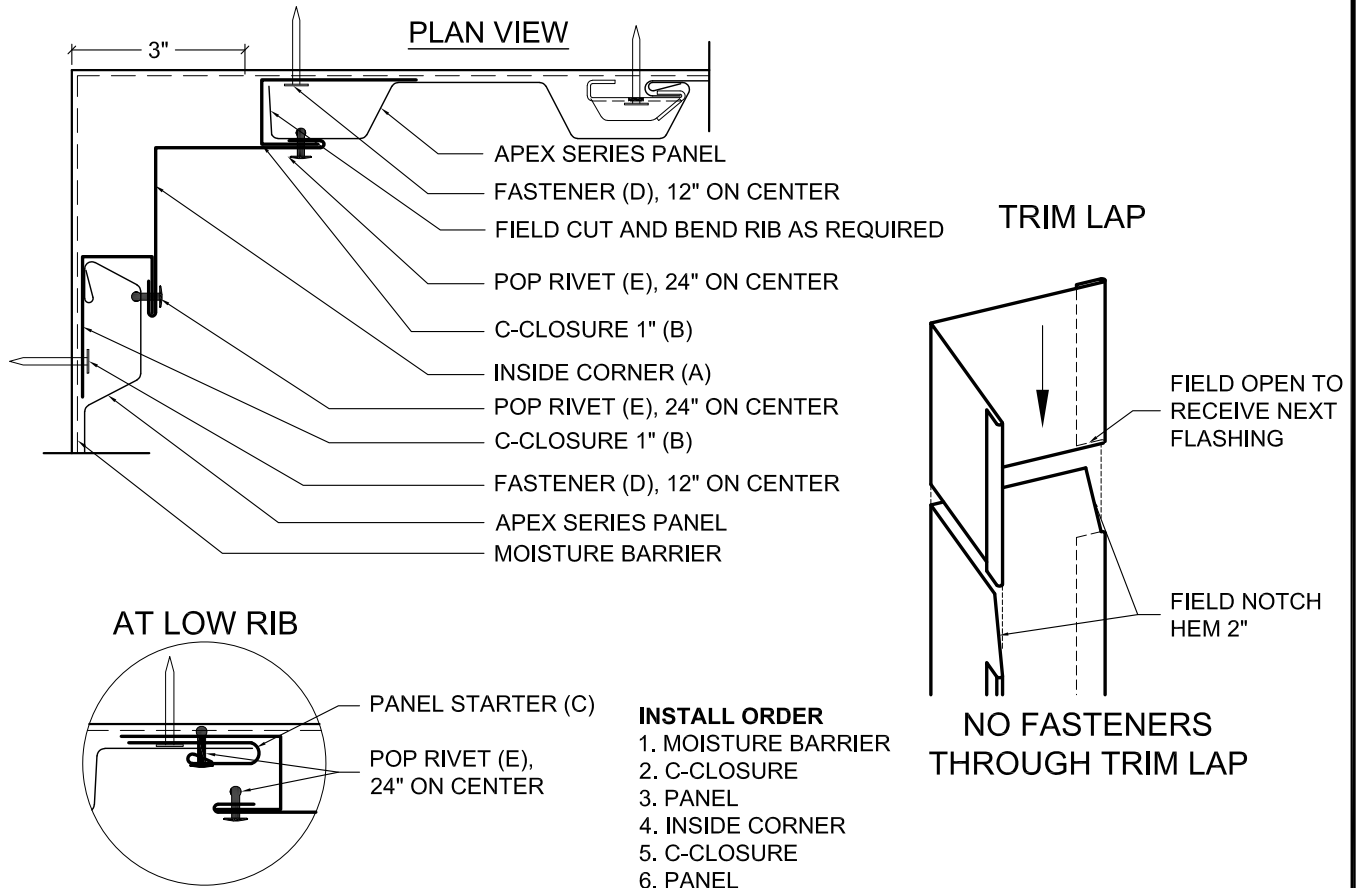 PLAN VIEW
3"
APEX SERIES PANEL
FASTENER (D), 12" ON CENTER
FIELD CUT AND BEND RIB AS REQUIRED
POP RIVET (E), 24" ON CENTER
C-CLOSURE 1" (B)
INSIDE CORNER (A)
POP RIVET (E), 24" ON CENTER
C-CLOSURE 1" (B)
FASTENER (D), 12" ON CENTER
APEX SERIES PANEL
MOISTURE BARRIER
TRIM LAP
FIELD OPEN TO
RECEIVE NEXT
FLASHING
FIELD NOTCH
HEM 2"
NO FASTENERS
THROUGH TRIM LAP
AT LOW RIB
PANEL STARTER (C)
POP RIVET (E),
24" ON CENTER
INSTALL ORDER
1. MOISTURE BARRIER
2. C-CLOSURE
3. PANEL
4. INSIDE CORNER
5. C-CLOSURE
6. PANEL